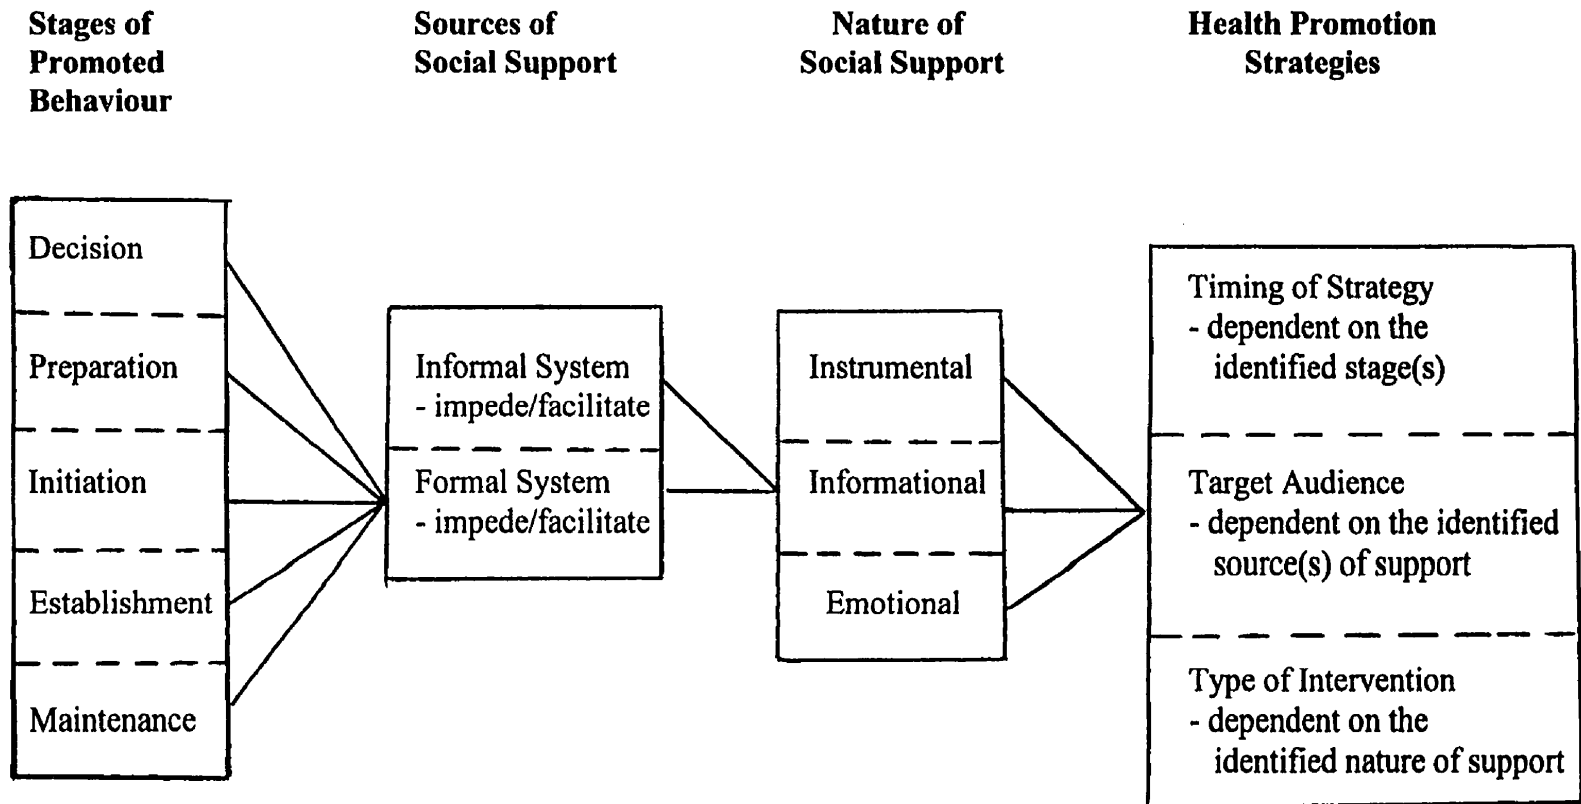 Stages of
Promoted
Behaviour
Sources of
Social Support
Nature of
Social Support
Health Promotion
Strategies
Decision
Preparation
Initiation
Establishment
Maintenance
Informal System
- impede/facilitate
Formal System
- impede/facilitate
Instrumental
Informational
Emotional
Timing of Strategy
- dependent on the
identified stage(s)
Target Audience
- dependent on the identified
source(s) of support
Type of Intervention
- dependent on the
identified nature of support